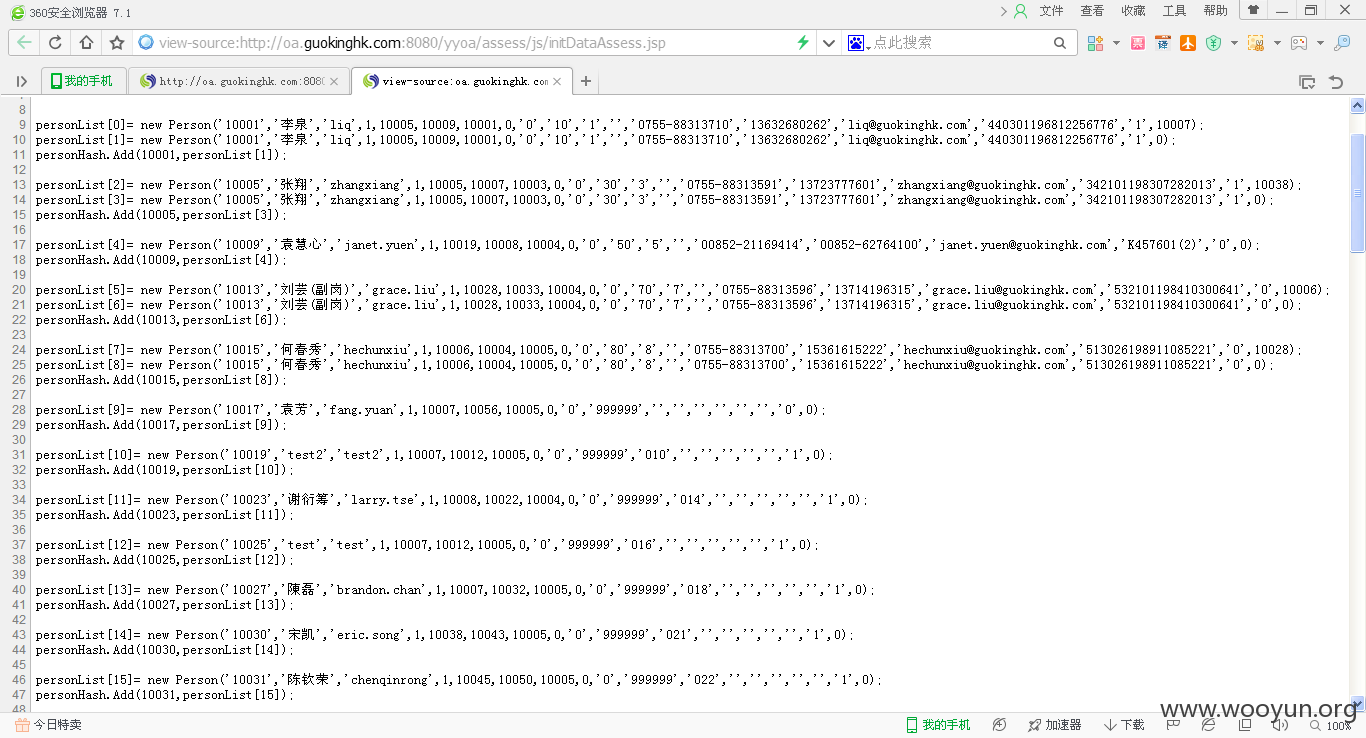 360安全浏览器 7.1
文件 查看 收藏 工具 帮助
view-source:http://oa.guokinghk.com:8080/yyoa/assess/js/initDataAssess.jsp
点此搜索
我的手机
http://oa.guokinghk.com:8080
view-source:oa.guokinghk.com
8
9 personList[0]= new Person('10001','李泉','liq',1,10005,10009,10001,0,'0','10','1','','0755-88313710','13632680262','liq@guokinghk.com','440301196812256776','1',10007);
10 personList[1]= new Person('10001','李泉','liq',1,10005,10009,10001,0,'0','10','1','','0755-88313710','13632680262','liq@guokinghk.com','440301196812256776','1',0);
11 personHash.Add(10001,personList[1]);
12
13 personList[2]= new Person('10005','张翔','zhangxiang',1,10005,10007,10003,0,'0','30','3','','0755-88313591','13723777601','zhangxiang@guokinghk.com','342101198307282013','1',10038);
14 personList[3]= new Person('10005','张翔','zhangxiang',1,10005,10007,10003,0,'0','30','3','','0755-88313591','13723777601','zhangxiang@guokinghk.com','342101198307282013','1',0);
15 personHash.Add(10005,personList[3]);
16
17 personList[4]= new Person('10009','袁慧心','janet.yuen',1,10019,10008,10004,0,'0','50','5','','00852-21169414','00852-62764100','janet.yuen@guokinghk.com','K457601(2)','0',0);
18 personHash.Add(10009,personList[4]);
19
20 personList[5]= new Person('10013','刘芸(副岗)','grace.liu',1,10028,10033,10004,0,'0','70','7','','0755-88313596','13714196315','grace.liu@guokinghk.com','532101198410300641','0',10006);
21 personList[6]= new Person('10013','刘芸(副岗)','grace.liu',1,10028,10033,10004,0,'0','70','7','','0755-88313596','13714196315','grace.liu@guokinghk.com','532101198410300641','0',0);
22 personHash.Add(10013,personList[6]);
23
24 personList[7]= new Person('10015','何春秀','hechunxiu',1,10006,10004,10005,0,'0','80','8','','0755-88313700','15361615222','hechunxiu@guokinghk.com','513026198911085221','0',10028);
25 personList[8]= new Person('10015','何春秀','hechunxiu',1,10006,10004,10005,0,'0','80','8','','0755-88313700','15361615222','hechunxiu@guokinghk.com','513026198911085221','0',0);
26 personHash.Add(10015,personList[8]);
27
28 personList[9]= new Person('10017','袁芳','fang.yuan',1,10007,10056,10005,0,'0','999999','','','','','','','0',0);
29 personHash.Add(10017,personList[9]);
30
31 personList[10]= new Person('10019','test2','test2',1,10007,10012,10005,0,'0','999999','010','','','','','','1',0);
32 personHash.Add(10019,personList[10]);
33
34 personList[11]= new Person('10023','谢衍筹','larry.tse',1,10008,10022,10004,0,'0','999999','014','','','','','','1',0);
35 personHash.Add(10023,personList[11]);
36
37 personList[12]= new Person('10025','test','test',1,10007,10012,10005,0,'0','999999','016','','','','','','1',0);
38 personHash.Add(10025,personList[12]);
39
40 personList[13]= new Person('10027','陳磊','brandon.chan',1,10007,10032,10005,0,'0','999999','018','','','','','','1',0);
41 personHash.Add(10027,personList[13]);
42
43 personList[14]= new Person('10030','宋凯','eric.song',1,10038,10043,10005,0,'0','999999','021','','','','','','1',0);
44 personHash.Add(10030,personList[14]);
45
46 personList[15]= new Person('10031','陈钦荣','chenqinrong',1,10045,10050,10005,0,'0','999999','022','','','','','','1',0);
47 personHash.Add(10031,personList[15]);
48
www.wooyun.org
今日特卖 我的手机 加速器 下载 100%